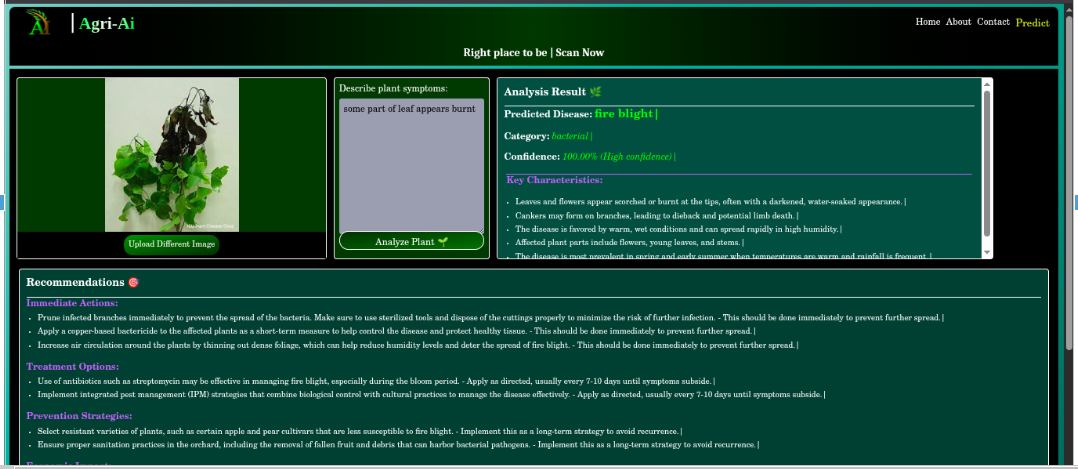 Ai | Agri-Ai
Home About Contact Predict
Right place to be | Scan Now
Upload Different Image
Describe plant symptoms:
some part of leaf appears burnt
Analyze Plant 🌱
Analysis Result 🌿
Predicted Disease: fire blight|
Category: bacterial|
Confidence: 100.00% (High confidence)|
Key Characteristics:
• Leaves and flowers appear scorched or burnt at the tips, often with a darkened, water-soaked appearance.|
• Cankers may form on branches, leading to dieback and potential limb death.|
• The disease is favored by warm, wet conditions and can spread rapidly in high humidity.|
• Affected plant parts include flowers, young leaves, and stems.|
• The disease is most prevalent in spring and early summer when temperatures are warm and rainfall is frequent.|
Recommendations 🎯
Immediate Actions:
• Prune infected branches immediately to prevent the spread of the bacteria. Make sure to use sterilized tools and dispose of the cuttings properly to minimize the risk of further infection. - This should be done immediately to prevent further spread.|
• Apply a copper-based bactericide to the affected plants as a short-term measure to help control the disease and protect healthy tissue. - This should be done immediately to prevent further spread.|
• Increase air circulation around the plants by thinning out dense foliage, which can help reduce humidity levels and deter the spread of fire blight. - This should be done immediately to prevent further spread.|
Treatment Options:
• Use of antibiotics such as streptomycin may be effective in managing fire blight, especially during the bloom period. - Apply as directed, usually every 7-10 days until symptoms subside.|
• Implement integrated pest management (IPM) strategies that combine biological control with cultural practices to manage the disease effectively. - Apply as directed, usually every 7-10 days until symptoms subside.|
Prevention Strategies:
• Select resistant varieties of plants, such as certain apple and pear cultivars that are less susceptible to fire blight. - Implement this as a long-term strategy to avoid recurrence.|
• Ensure proper sanitation practices in the orchard, including the removal of fallen fruit and debris that can harbor bacterial pathogens. - Implement this as a long-term strategy to avoid recurrence.|